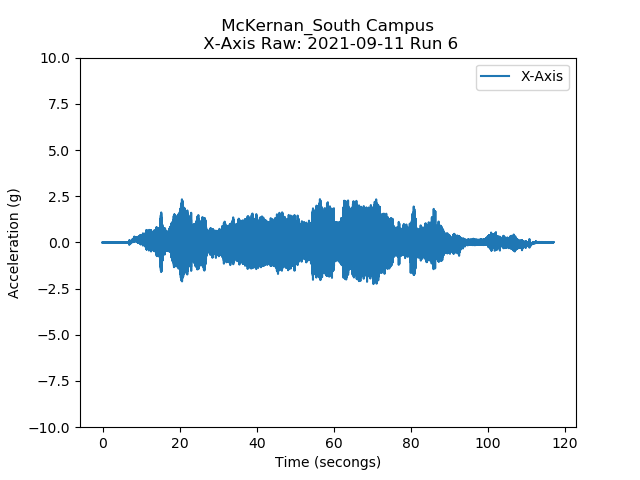 McKernan_South Campus
X-Axis Raw: 2021-09-11 Run 6
X-Axis
10.0
7.5
5.0
2.5
0.0
−2.5
−5.0
−7.5
−10.0
Acceleration (g)
0 20 40 60 80 100 120
Time (secongs)